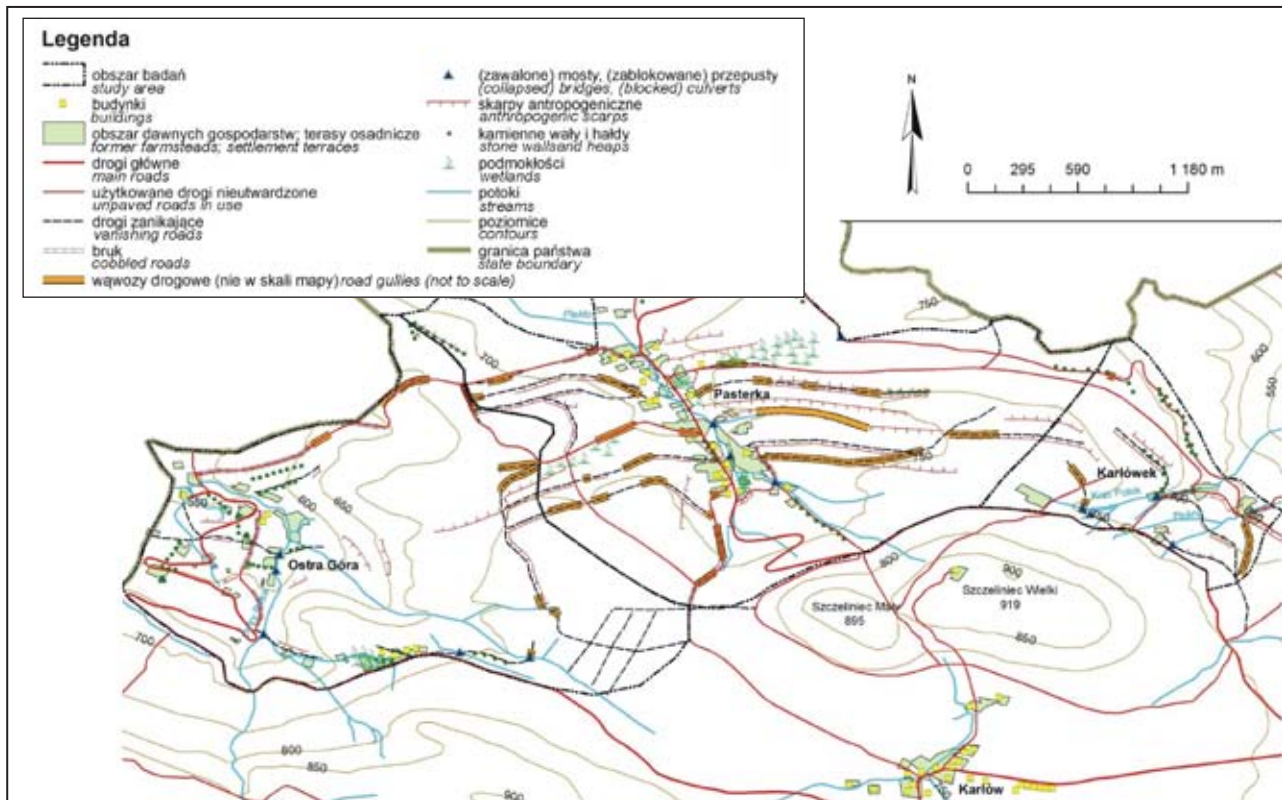 Legenda
obszar badań
study area
budynki
buildings
obszar dawnych gospodarstw; terasy osadnicze
former farmsteads; settlement terraces
drogi główne
main roads
użytkowane drogi nieutwardzone
unpaved roads in use
drogi zanikające
vanishing roads
bruk
cobbled roads
wąwozy drogowe (nie w skali mapy) road gullies (not to scale)
(zawalone) mosty, (zablokowane) przepusty
(collapsed) bridges, (blocked) culverts
skarpy antropogeniczne
anthropogenic scarps
kamienne wały i hałdy
stone wallsand heaps
podmokłości
wetlands
potoki
streams
poziomice
contours
granica państwa
state boundary
N
0 295 590 1 180 m
750
700
600
550
Pasterka
Karłówek
550
600
650
Ostra Góra
800
900
Szczeliniec Wielki
919
Szczeliniec Mały
895
850
700
800
850
900
Karłów